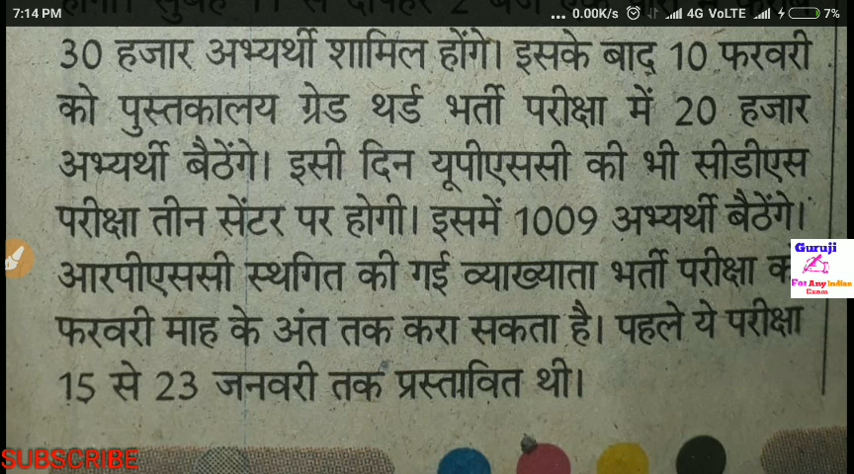 7:14 PM ... 0.00K/s 4G VoLTE 7%
30 हजार अभ्यर्थी शामिल होंगे। इसके बाद 10 फरवरी
को पुस्तकालय ग्रेड थर्ड भर्ती परीक्षा में 20 हजार
अभ्यर्थी बैठेंगे। इसी दिन यूपीएससी की भी सीडीएस
परीक्षा तीन सेंटर पर होगी। इसमें 1009 अभ्यर्थी बैठेंगे।
आरपीएससी स्थगित की गई व्याख्याता भर्ती परीक्षा
फरवरी माह के अंत तक करा सकता है। पहले ये परीक्षा
15 से 23 जनवरी तक प्रस्तावित थी।
Guruji
For Any Indian
Exam
SUBSCRIBE